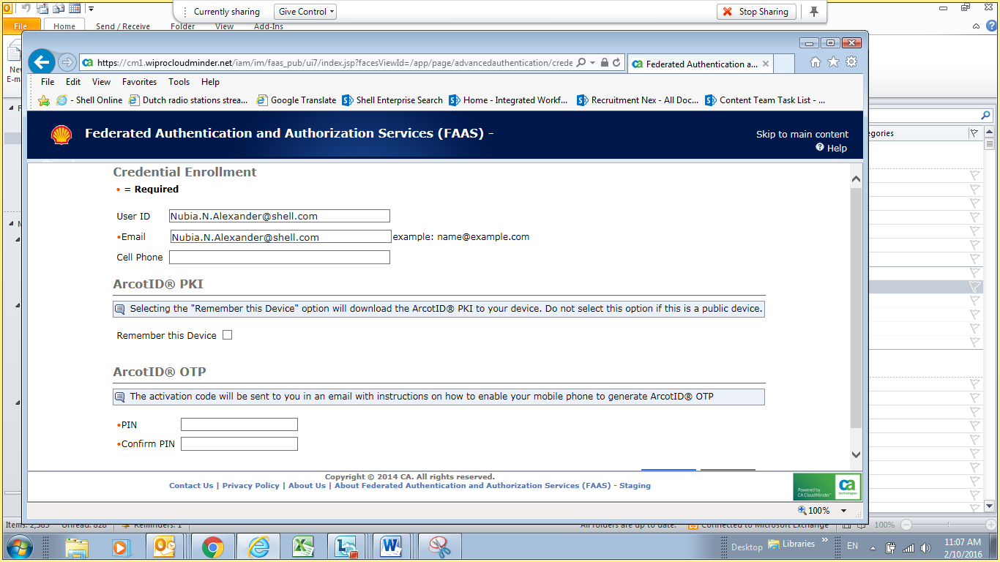 Currently sharing Give Control Stop Sharing
File Home Send / Receive Folder View Add-Ins
https://cm1.wiprocloudminder.net/iam/im/faas_pub/ui7/index.jsp?facesViewId=/app/page/advancedauthentication/crede Federated Authentication and a...
File Edit View Favorites Tools Help
- Shell Online Dutch radio stations strea... Google Translate Shell Enterprise Search Home - Integrated Workf... Recruitment Nex - All Doc... Content Team Task List - ...
Federated Authentication and Authorization Services (FAAS) -
Skip to main content
Help
Credential Enrollment
• = Required
User ID Nubia.N.Alexander@shell.com
•Email Nubia.N.Alexander@shell.com example: name@example.com
Cell Phone
ArcotID® PKI
Selecting the "Remember this Device" option will download the ArcotID® PKI to your device. Do not select this option if this is a public device.
Remember this Device
ArcotID® OTP
The activation code will be sent to you in an email with instructions on how to enable your mobile phone to generate ArcotID® OTP
•PIN
•Confirm PIN
Copyright © 2014 CA. All rights reserved.
Contact Us | Privacy Policy | About Us | About Federated Authentication and Authorization Services (FAAS) - Staging
Powered by
CA CloudMinder™
ca
technologies
100%
Items: 2,585 Unread: 828 Reminders: 1 All folders are up to date. Connected to Microsoft Exchange 100%
Desktop Libraries » EN 11:07 AM
2/10/2016